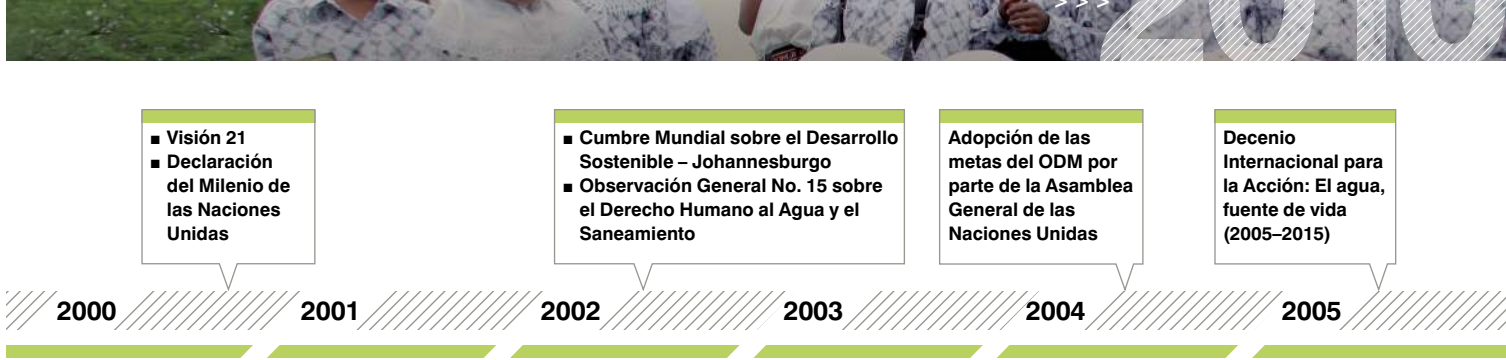 > > >
2010
■ Visión 21
■ Declaración
del Milenio de
las Naciones
Unidas
■ Cumbre Mundial sobre el Desarrollo
Sostenible – Johannesburgo
■ Observación General No. 15 sobre
el Derecho Humano al Agua y el
Saneamiento
Adopción de las
metas del ODM por
parte de la Asamblea
General de las
Naciones Unidas
Decenio
Internacional para
la Acción: El agua,
fuente de vida
(2005–2015)
2000 2001 2002 2003 2004 2005